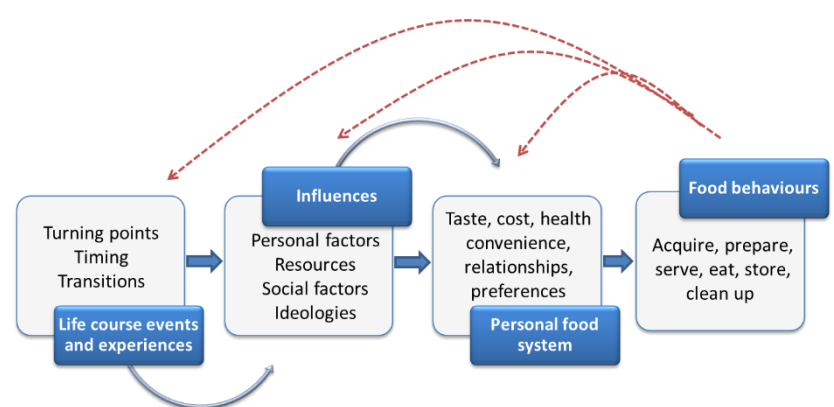 Turning points
Timing
Transitions
Life course events
and experiences
Influences
Personal factors
Resources
Social factors
Ideologies
Taste, cost, health
convenience,
relationships,
preferences
Personal food
system
Food behaviours
Acquire, prepare,
serve, eat, store,
clean up